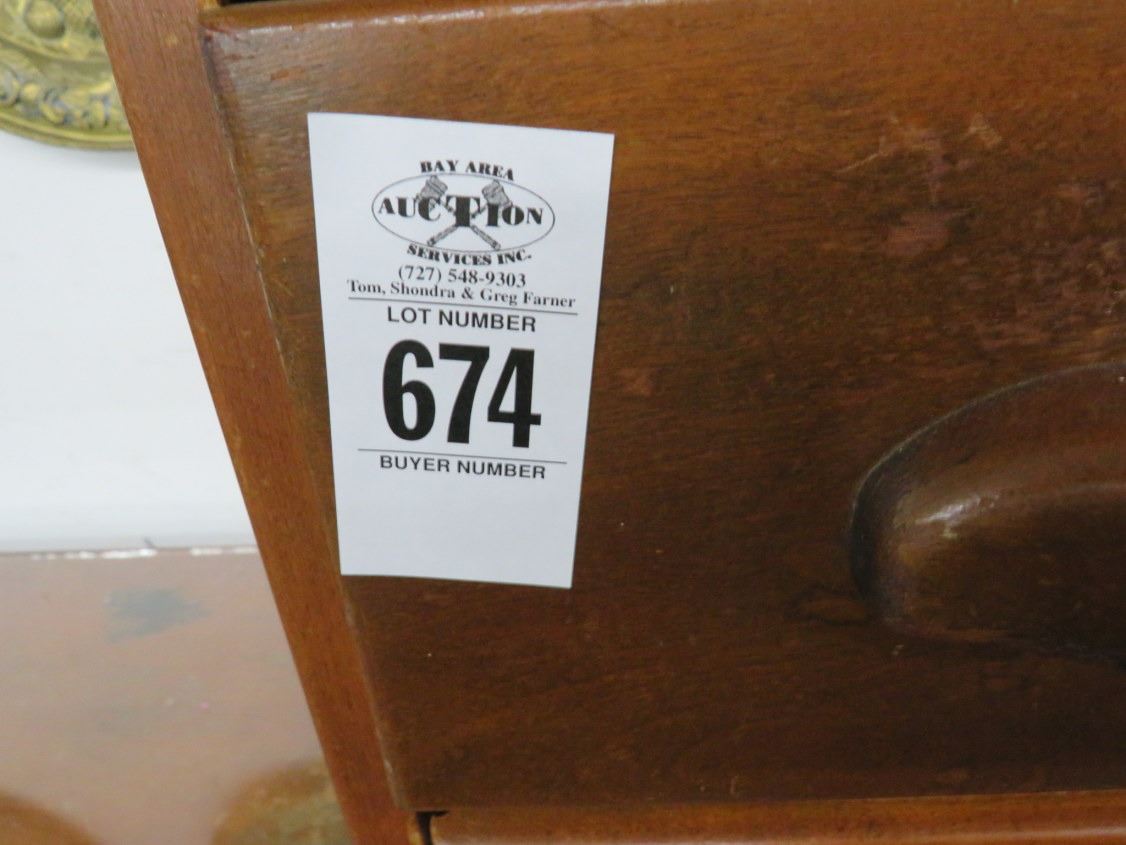 BAY AREA
AUCTION
SERVICES INC.
(727) 548-9303
Tom, Shondra & Greg Farner
LOT NUMBER
674
BUYER NUMBER